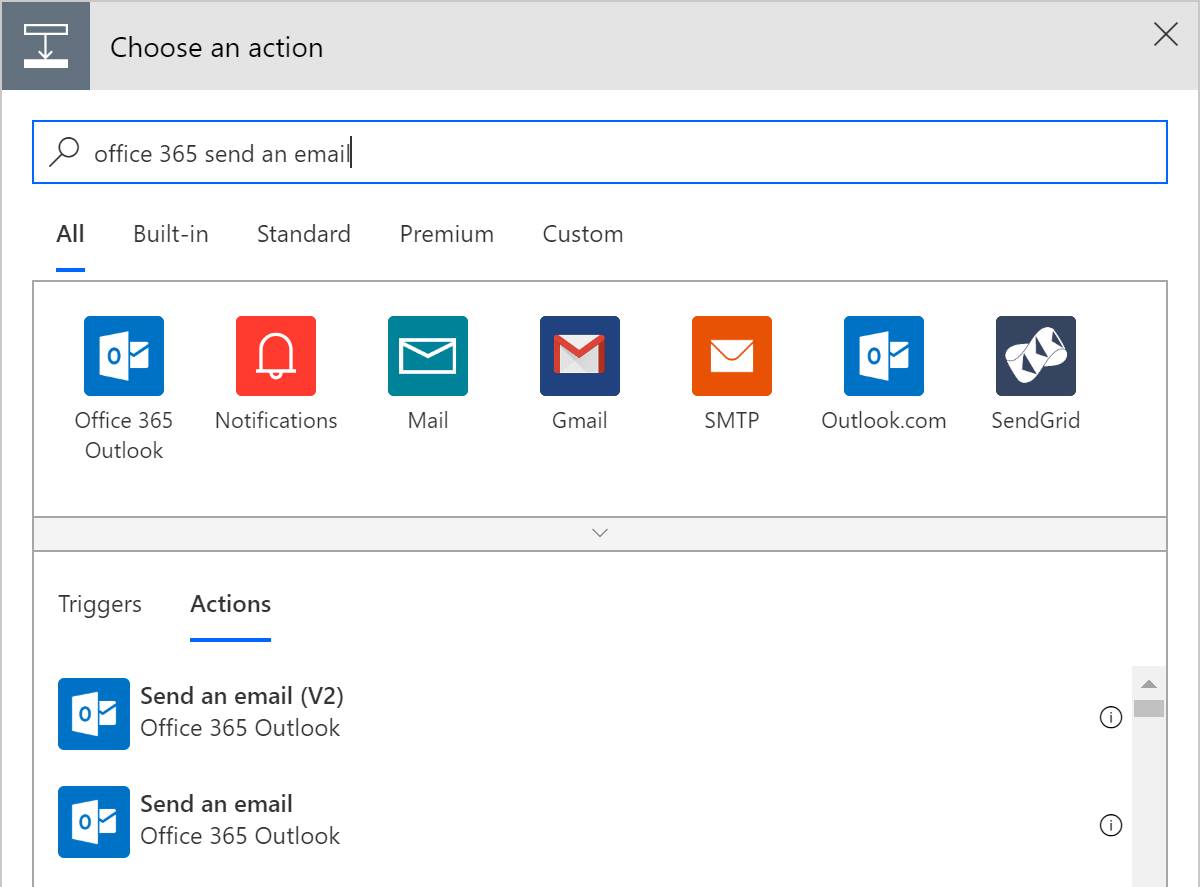 Choose an action
office 365 send an email
All Built-in Standard Premium Custom
Office 365 Outlook
Notifications
Mail
Gmail
SMTP
Outlook.com
SendGrid
Triggers Actions
Send an email (V2)
Office 365 Outlook
Send an email
Office 365 Outlook